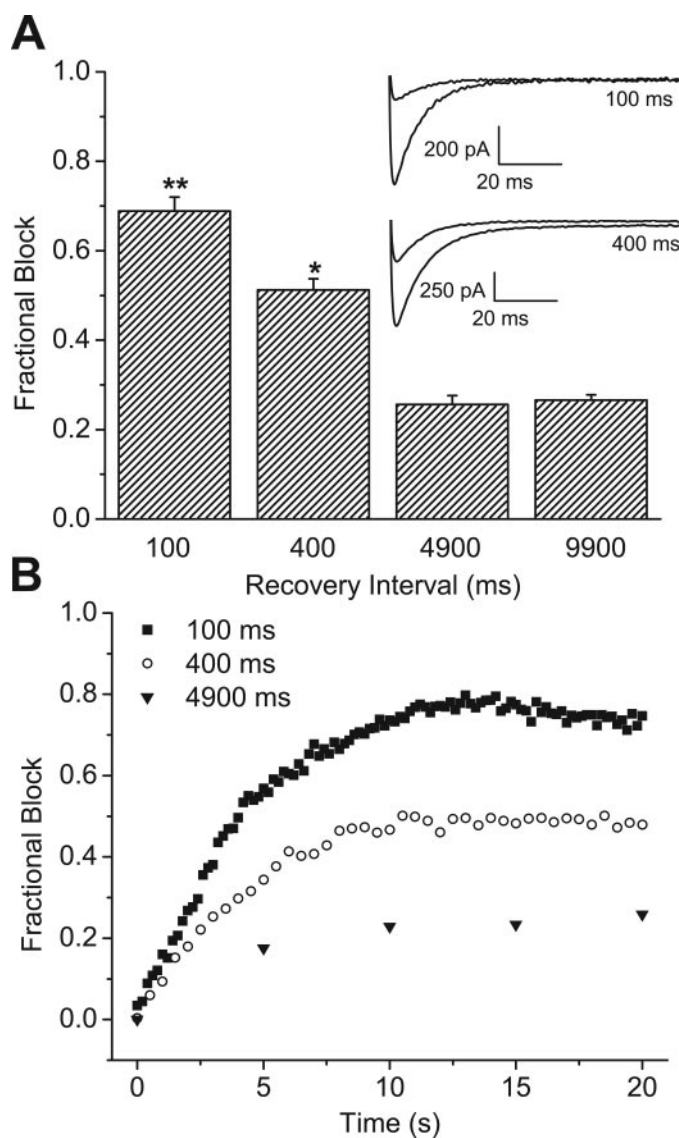 A
1.0
0.8
0.6
0.4
0.2
0.0
Fractional Block
**
*
100 ms
200 pA
20 ms
400 ms
250 pA
20 ms
100 400 4900 9900
Recovery Interval (ms)
B
1.0
0.8
0.6
0.4
0.2
0.0
Fractional Block
100 ms
400 ms
4900 ms
0 5 10 15 20
Time (s)